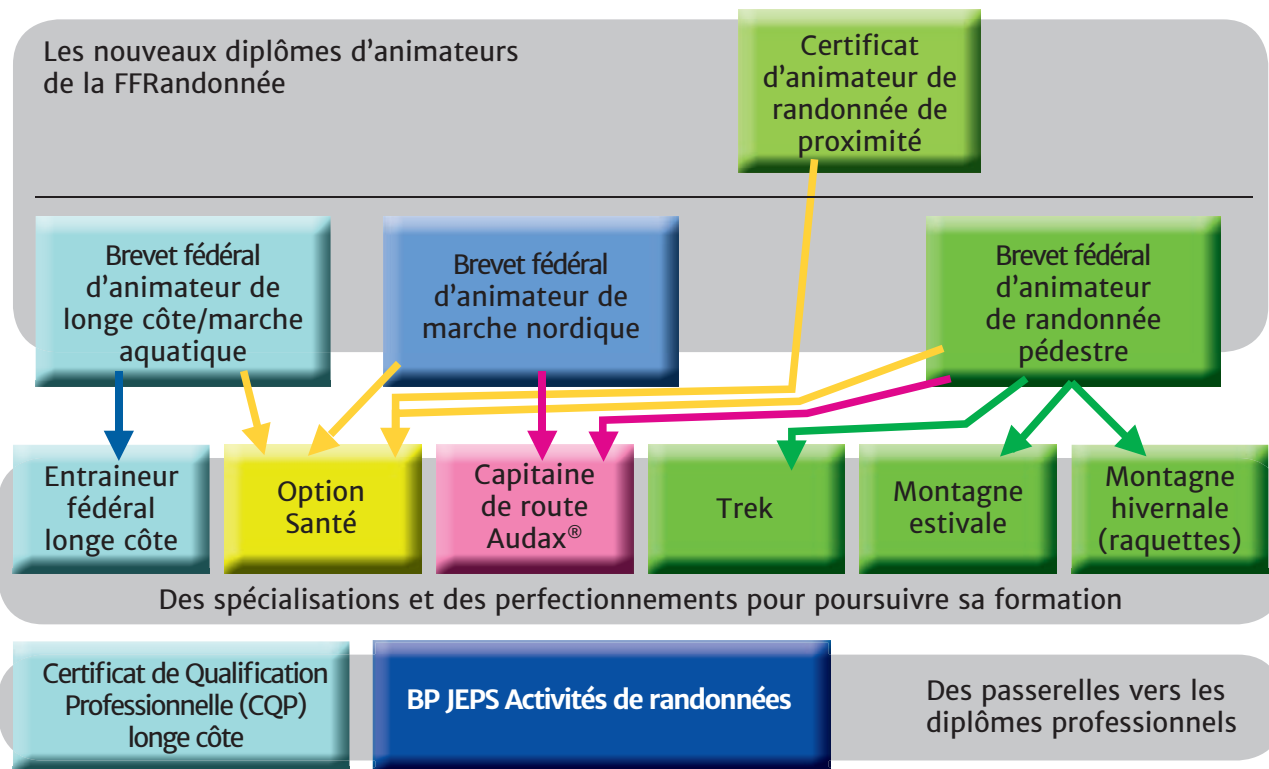 Les nouveaux diplômes d’animateurs
de la FFRandonnée
Certificat
d’animateur de
randonnée de
proximité
Brevet fédéral
d’animateur de
longe côte/marche
aquatique
Brevet fédéral
d’animateur de
marche nordique
Brevet fédéral
d’animateur
de randonnée
pédestre
Entraineur
fédéral
longe côte
Option
Santé
Capitaine
de route
Audax®
Trek
Montagne
estivale
Montagne
hivernale
(raquettes)
Des spécialisations et des perfectionnements pour poursuivre sa formation
Certificat de Qualification
Professionnelle (CQP)
longe côte
BP JEPS Activités de randonnées
Des passerelles vers les
diplômes professionnels